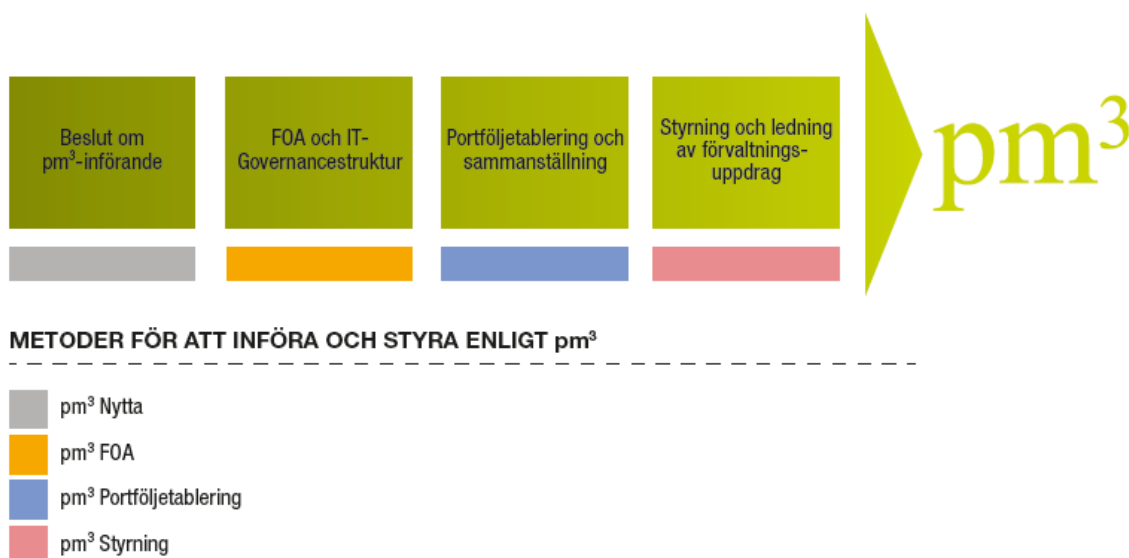 Beslut om
pm³-införande
FOA och IT-
Governancestruktur
Portföljetablering och
sammanställning
Styrning och ledning
av förvaltnings-
uppdrag
pm³
METODER FÖR ATT INFÖRA OCH STYRA ENLIGT pm³
pm³ Nytta
pm³ FOA
pm³ Portföljetablering
pm³ Styrning